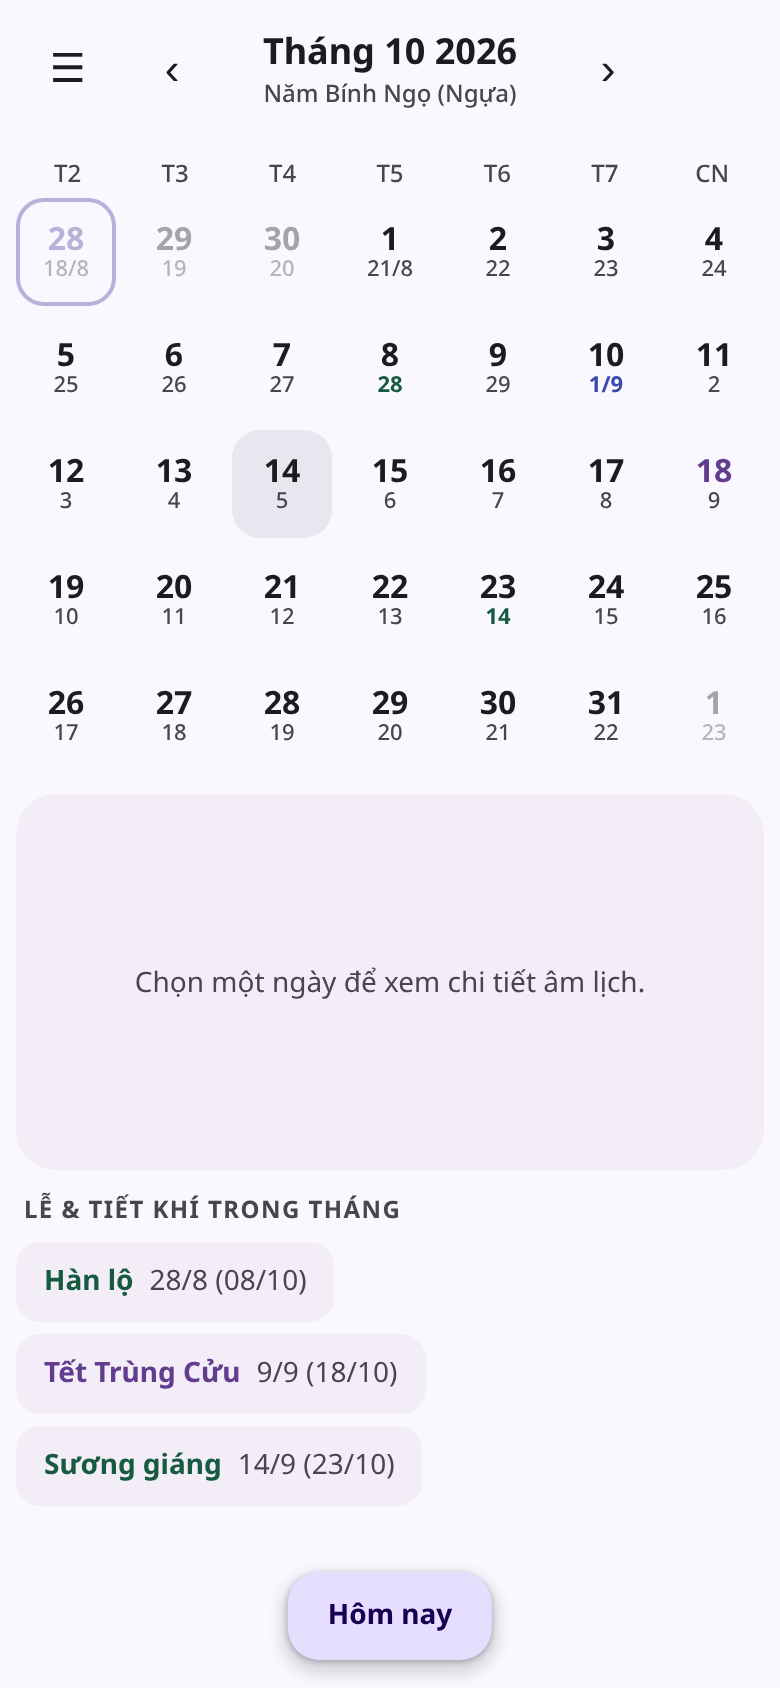 ☰ ‹ Tháng 10 2026 ›
Năm Bính Ngọ (Ngựa)
T2 T3 T4 T5 T6 T7 CN
28 29 30 1 2 3 4
18/8 19 20 21/8 22 23 24
5 6 7 8 9 10 11
25 26 27 28 29 1/9 2
12 13 14 15 16 17 18
3 4 5 6 7 8 9
19 20 21 22 23 24 25
10 11 12 13 14 15 16
26 27 28 29 30 31 1
17 18 19 20 21 22 23
Chọn một ngày để xem chi tiết âm lịch.
LỄ & TIẾT KHÍ TRONG THÁNG
Hàn lộ 28/8 (08/10)
Tết Trùng Cửu 9/9 (18/10)
Sương giáng 14/9 (23/10)
Hôm nay